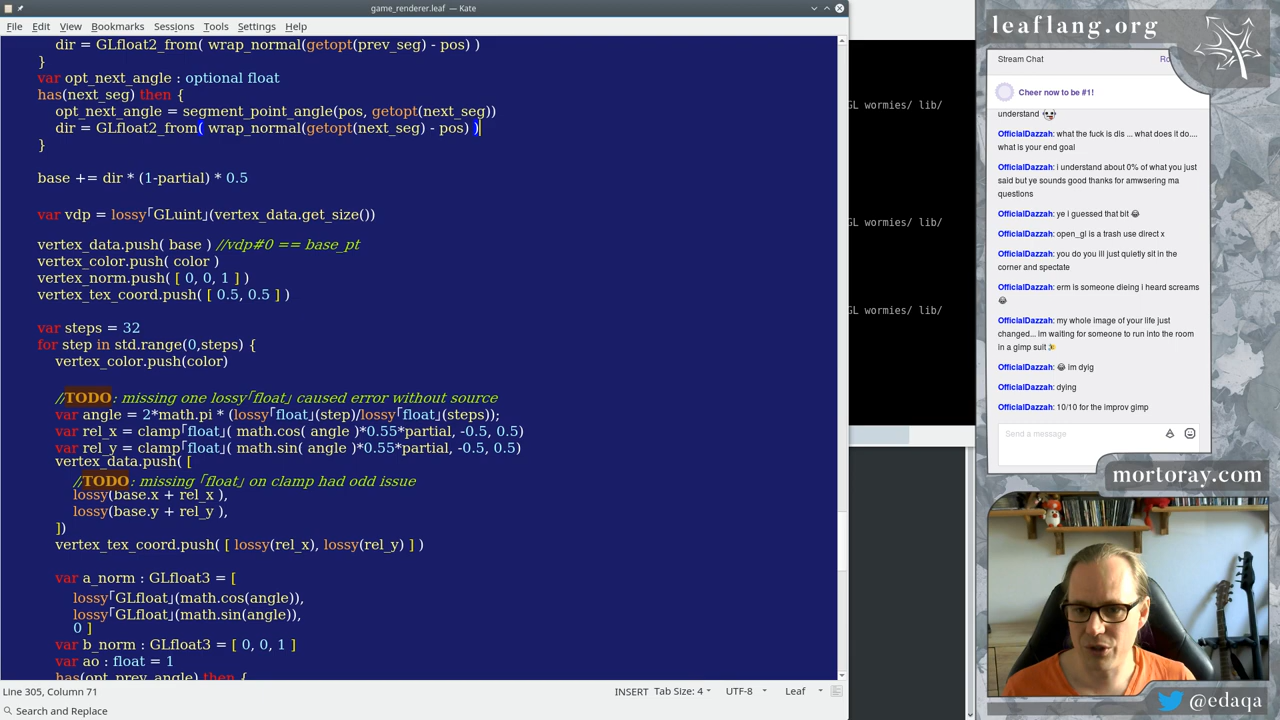 game_renderer.leaf — Kate
File Edit View Bookmarks Sessions Tools Settings Help
dir = GLfloat2_from( wrap_normal(getopt(prev_seg) - pos) )
}
var opt_next_angle : optional float
has(next_seg) then {
opt_next_angle = segment_point_angle(pos, getopt(next_seg))
dir = GLfloat2_from( wrap_normal(getopt(next_seg) - pos) )
}
base += dir * (1-partial) * 0.5
var vdp = lossy「GLuint」(vertex_data.get_size())
vertex_data.push( base ) //vdp#0 == base_pt
vertex_color.push( color )
vertex_norm.push( [ 0, 0, 1 ] )
vertex_tex_coord.push( [ 0.5, 0.5 ] )
var steps = 32
for step in std.range(0,steps) {
vertex_color.push(color)
//TODO: missing one lossy「float」 caused error without source
var angle = 2*math.pi * (lossy「float」(step)/lossy「float」(steps));
var rel_x = clamp「float」( math.cos( angle )*0.55*partial, -0.5, 0.5)
var rel_y = clamp「float」( math.sin( angle )*0.55*partial, -0.5, 0.5)
vertex_data.push( [
//TODO: missing 「float」 on clamp had odd issue
lossy(base.x + rel_x ),
lossy(base.y + rel_y ),
])
vertex_tex_coord.push( [ lossy(rel_x), lossy(rel_y) ] )
var a_norm : GLfloat3 = [
lossy「GLfloat」(math.cos(angle)),
lossy「GLfloat」(math.sin(angle)),
0 ]
var b_norm : GLfloat3 = [ 0, 0, 1 ]
var ao : float = 1
has(opt_prev_angle) then {
Line 305, Column 71
INSERT Tab Size: 4 UTF-8 Leaf
Search and Replace
GL wormies/ lib/
GL wormies/ lib/
GL wormies/ lib/
leaflang.org
Stream Chat
Cheer now to be #1!
understand
OfficialDazzah: what the fuck is dis ... what does it do....
what is your end goal
OfficialDazzah: i understand about 0% of what you just
said but ye sounds good thanks for amwsering ma
questions
OfficialDazzah: ye i guessed that bit 😂
OfficialDazzah: open_gl is a trash use direct x
OfficialDazzah: you do you ill just quietly sit in the
corner and spectate
OfficialDazzah: erm is someone dieing i heard screams
😂
OfficialDazzah: my whole image of your life just
changed... im waiting for someone to run into the room
in a gimp suit
OfficialDazzah: 😂 im dyig
OfficialDazzah: dying
OfficialDazzah: 10/10 for the improv gimp
Send a message
mortoray.com
@edaqa